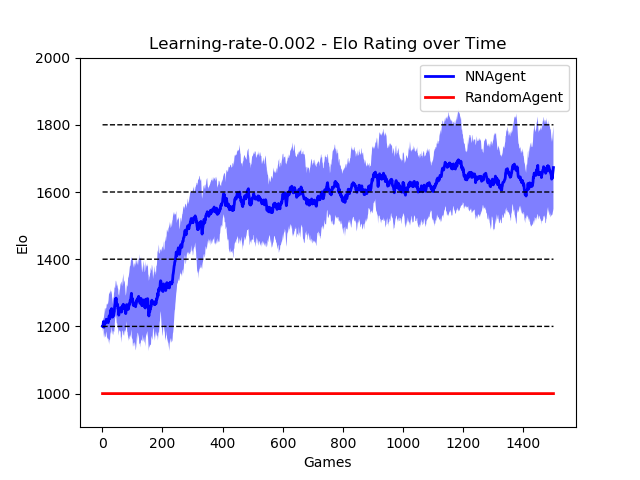 Learning-rate-0.002 - Elo Rating over Time
2000
1800
1600
1400
1200
1000
Elo
NNAgent
RandomAgent
0 200 400 600 800 1000 1200 1400
Games